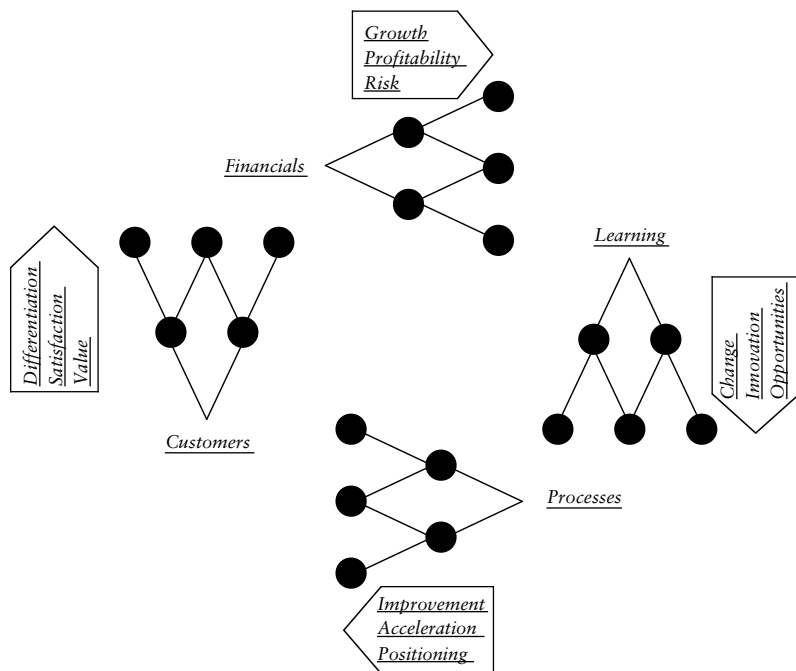 Growth
Profitability
Risk
Financials
Learning
Differentiation
Satisfaction
Value
Change
Innovation
Opportunities
Customers
Processes
Improvement
Acceleration
Positioning